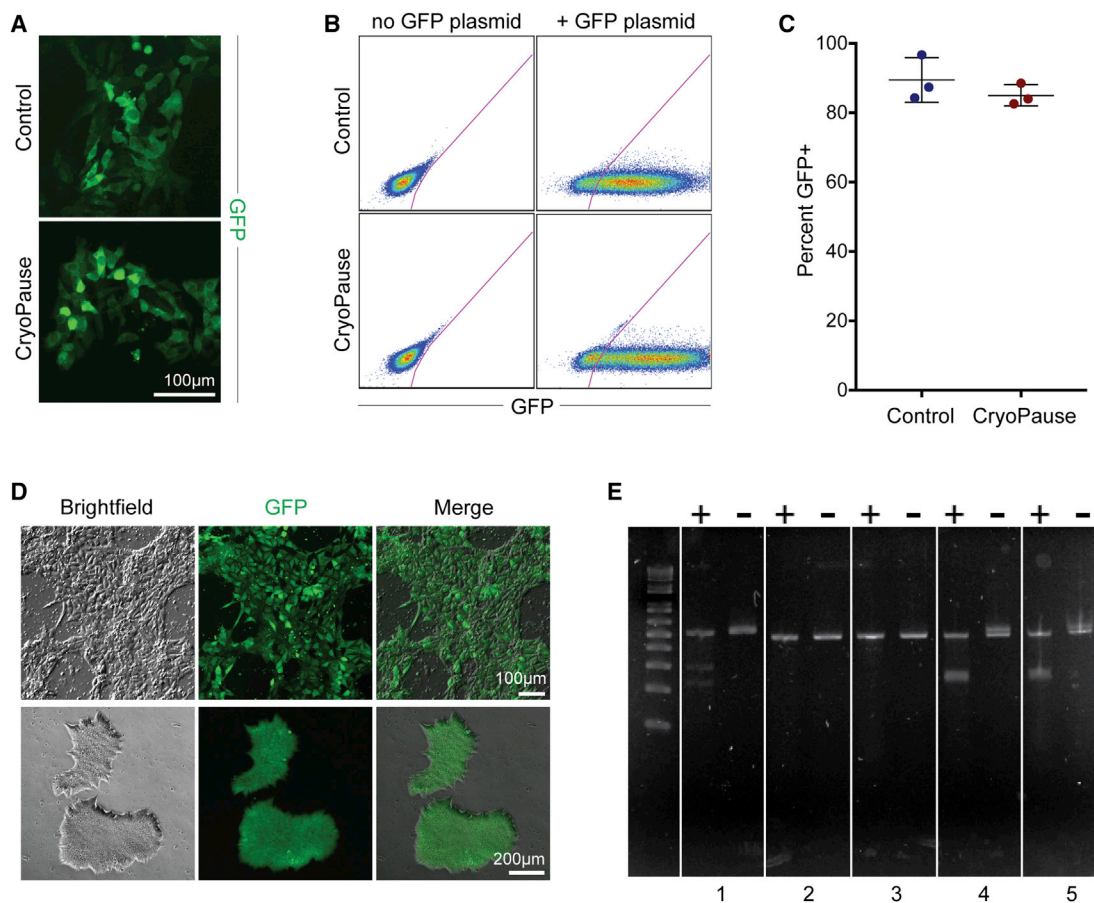 A
Control
CryoPause
GFP
100µm
B
no GFP plasmid
+ GFP plasmid
Control
CryoPause
GFP
C
Percent GFP+
100
80
60
40
20
0
Control
CryoPause
D
Brightfield
GFP
Merge
100µm
200µm
E
+ - + - + - + - + -
1 2 3 4 5